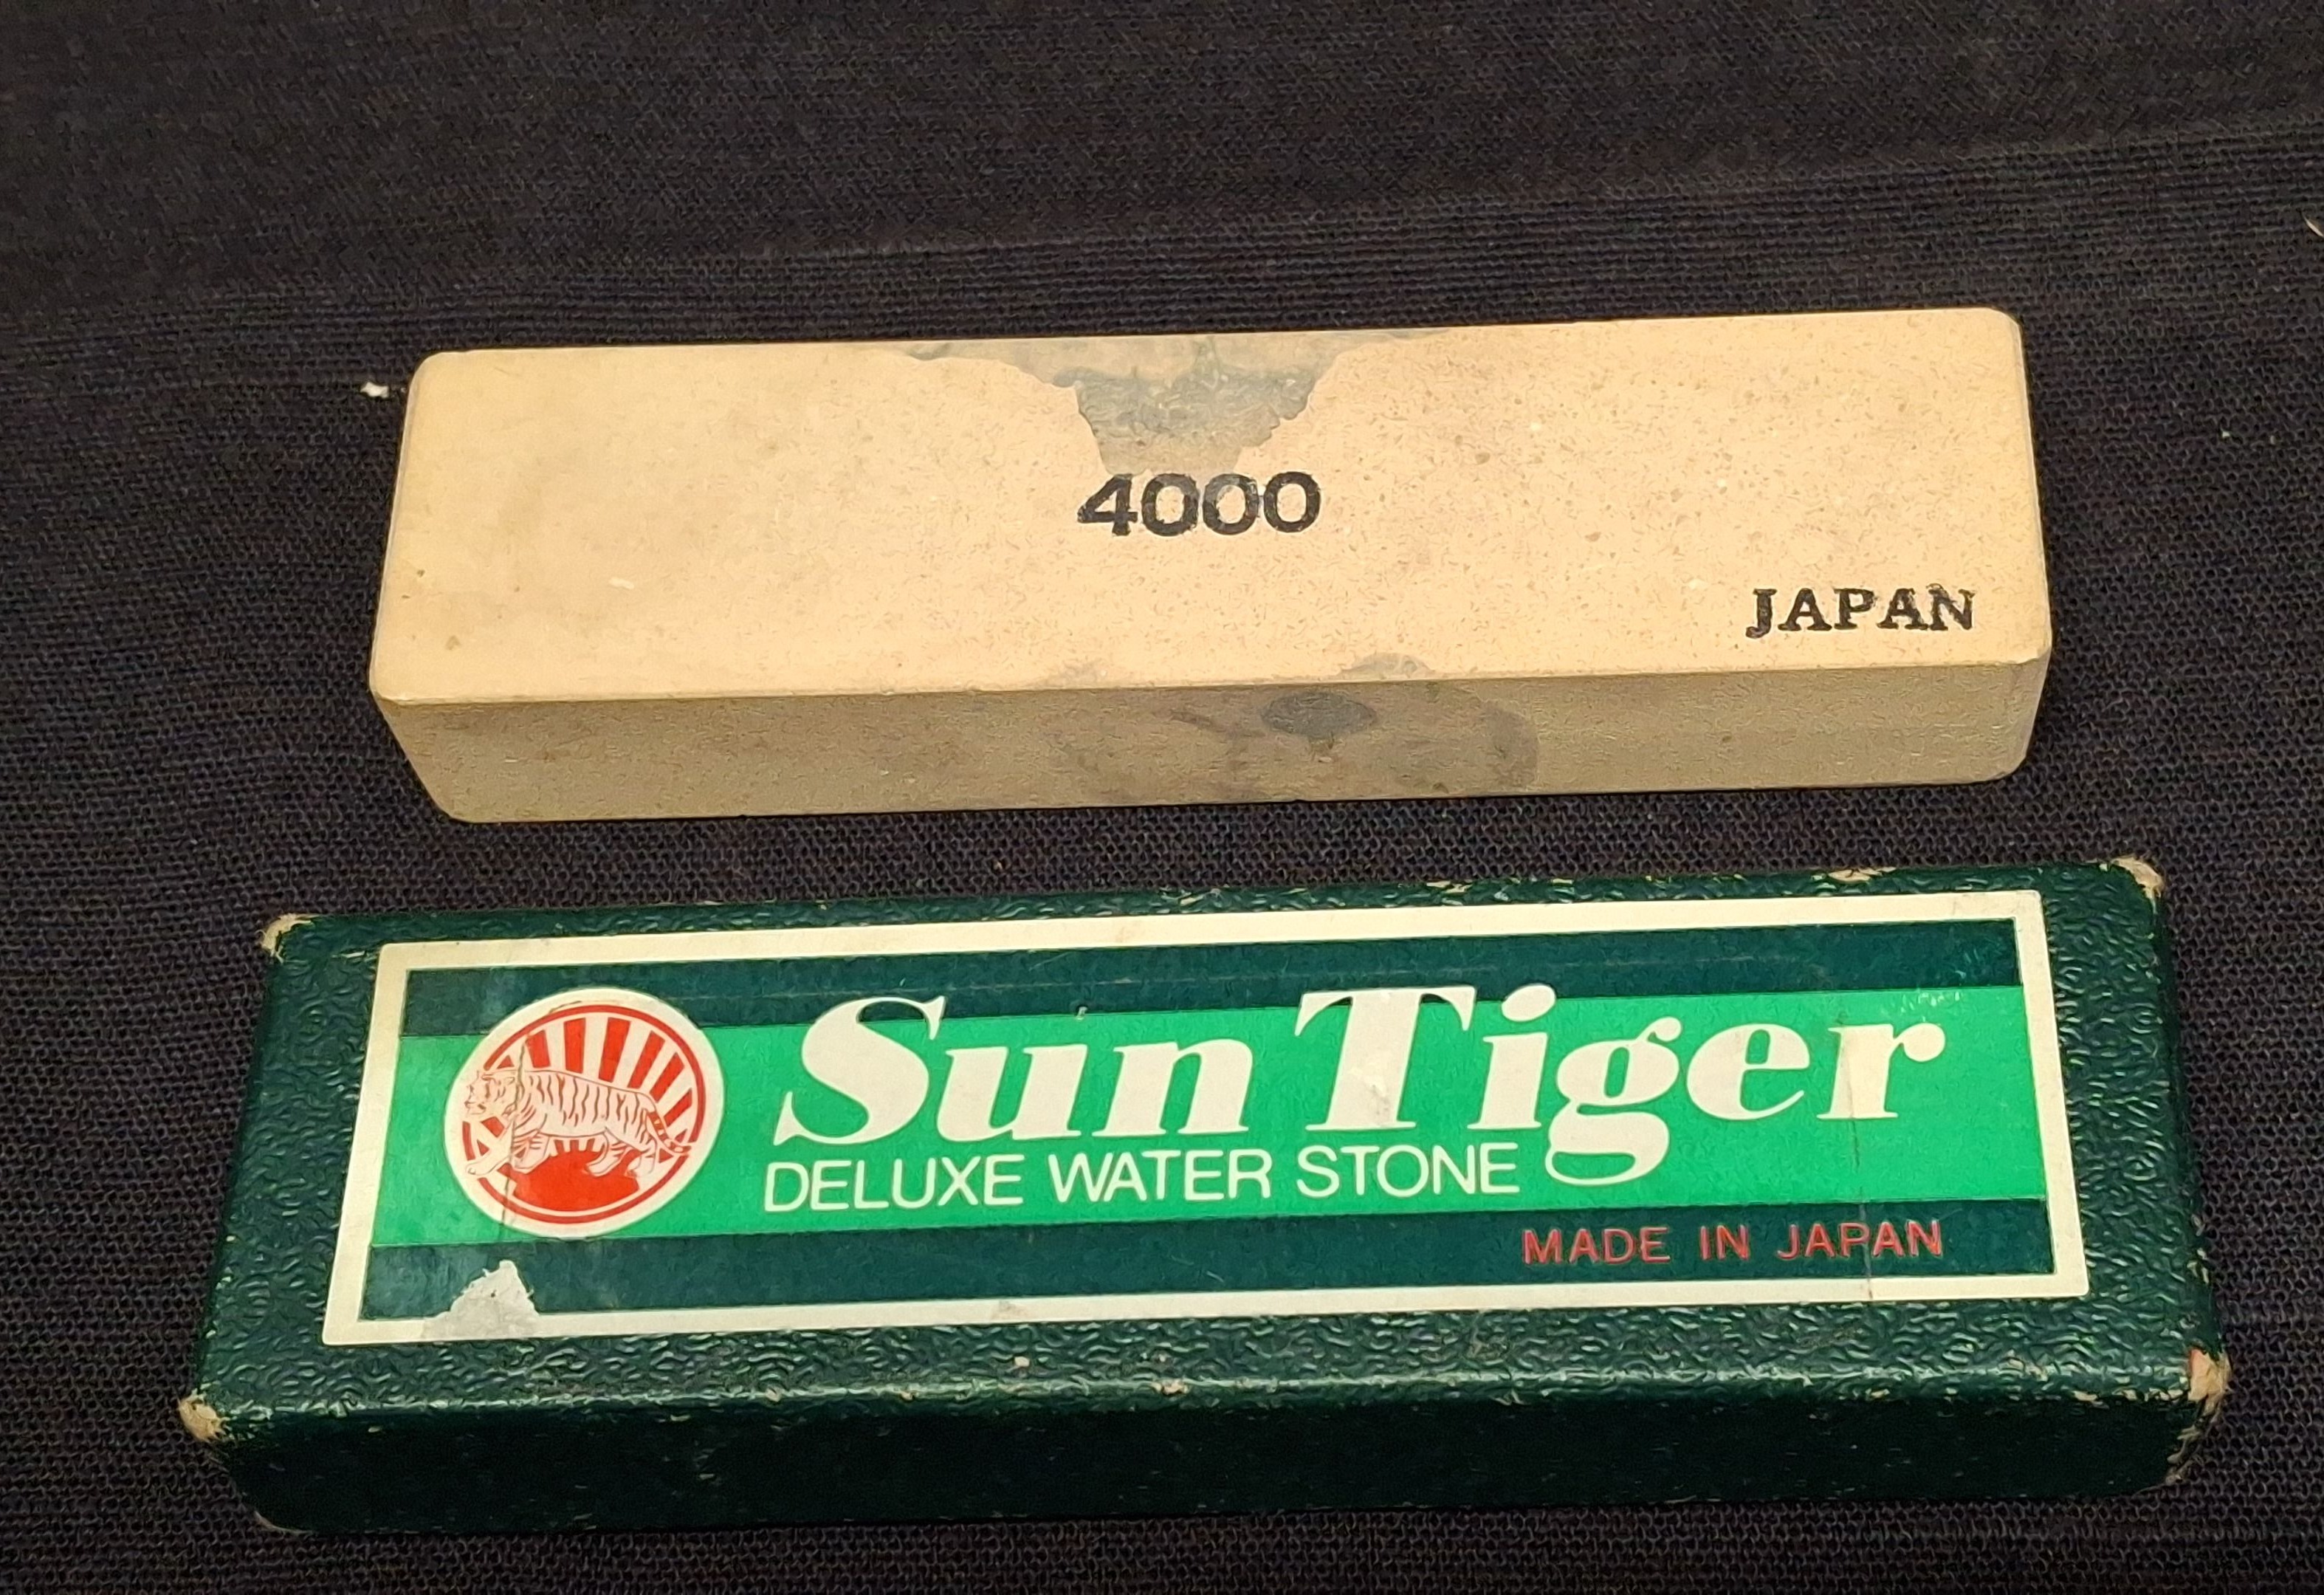 4000
JAPAN
Sun Tiger
DELUXE WATER STONE
MADE IN JAPAN